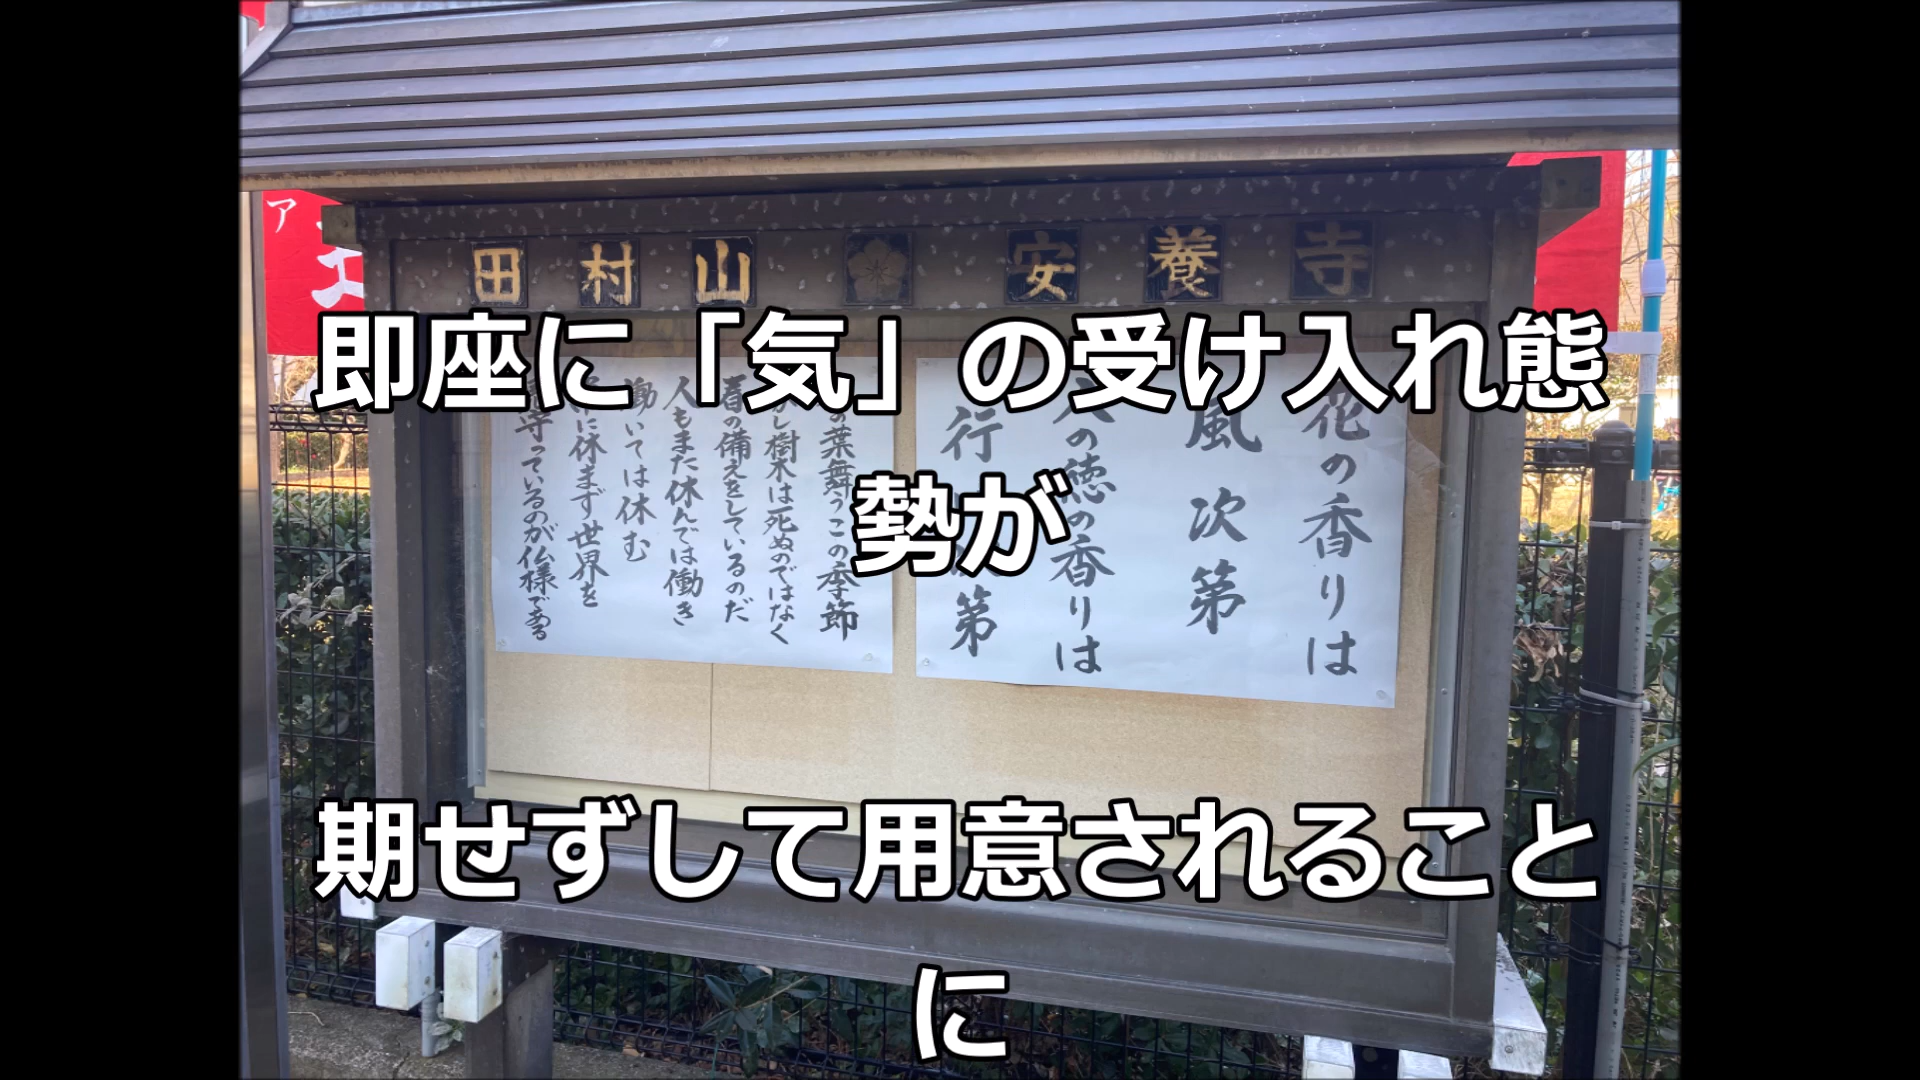 即座に「気」の受け入れ態
勢が
期せずして用意されること
に
田村山 安養寺
花の香りは
風次第
の徳の香りは
行 第
の葉舞うこの季節
し樹木は死ぬのではなく
春の備えをしているのだ
人もまた休んでは働き
働いては休む
に休まず世界を
守っているのが仏様である
ア
エ